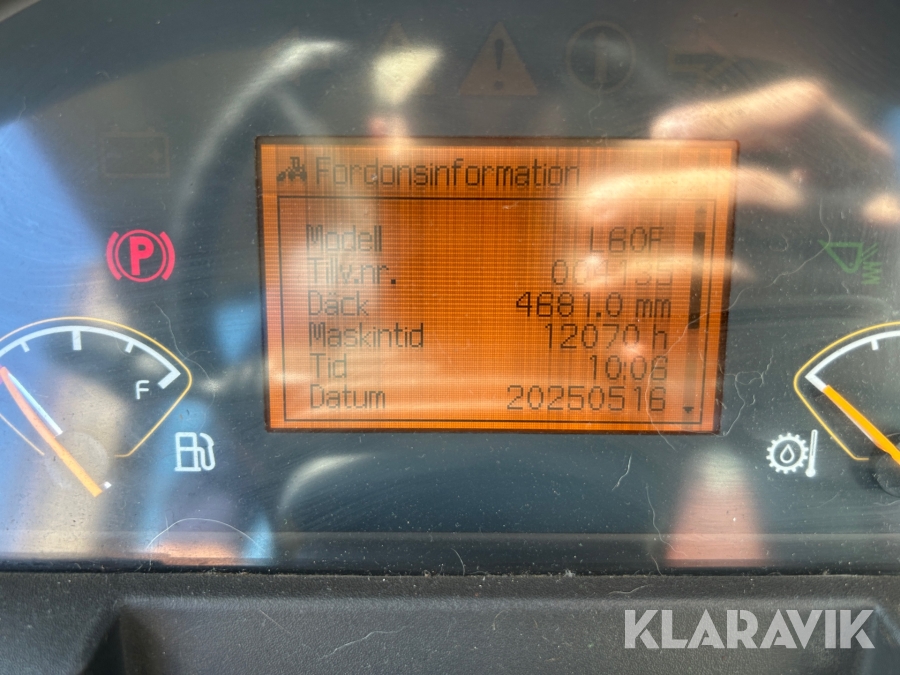 Fordonsinformation
Modell L60F
Tillv.nr.
Däck 4681.0 mm
Maskintid 12070 h
Tid 10:06
Datum 20250516
P
F
KLARAVIK